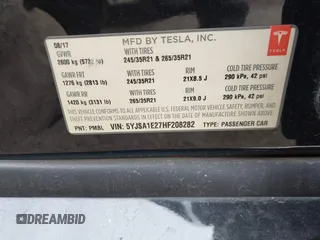 08/17
MFD BY TESLA, INC.
GVWR
2600 kg
WITH TIRES
245/35R21 & 265/35R21
GAWR FRT
1276 kg (2813 lb)
WITH TIRES
245/35R21
RIMS
21X8.5 J
COLD TIRE PRESSURE
290 kPa, 42 psi
GAWR RR
1420 kg (3131 lb)
WITH TIRES
265/35R21
RIMS
21X9.0 J
COLD TIRE PRESSURE
290 kPa, 42 psi
TESLA
THIS VEHICLE CONFORMS TO ALL APPLICABLE FEDERAL MOTOR VEHICLE SAFETY, BUMPER,
AND THEFT PREVENTION STANDARDS IN EFFECT ON THE DATE OF MANUFACTURE SHOWN ABOVE.
PNT: PMBL
VIN: 5YJSA1E27HF208282
TYPE: PASSENGER CAR
DREAMBID